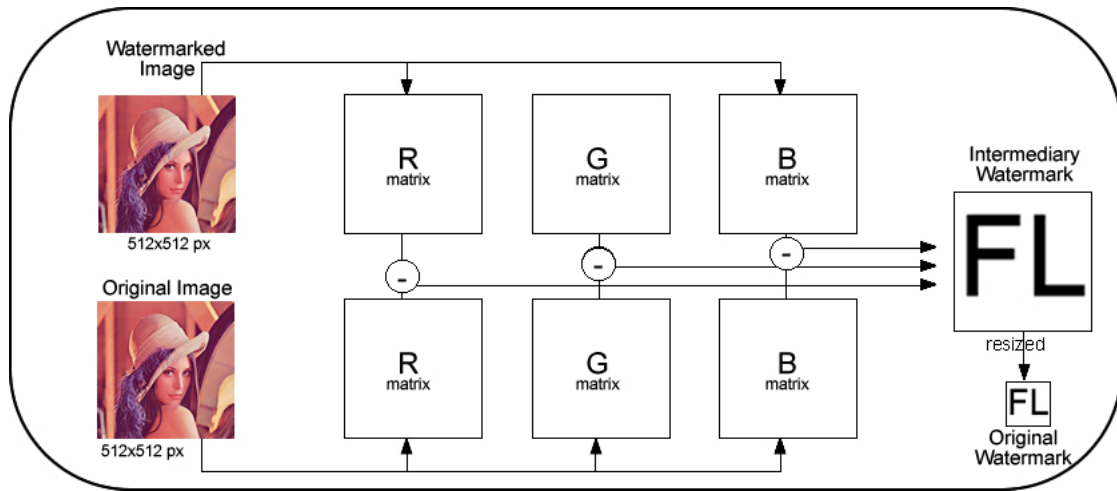 Watermarked
Image
512x512 px
Original Image
512x512 px
R
matrix
G
matrix
B
matrix
-
-
-
R
matrix
G
matrix
B
matrix
Intermediary
Watermark
FL
resized
FL
Original
Watermark